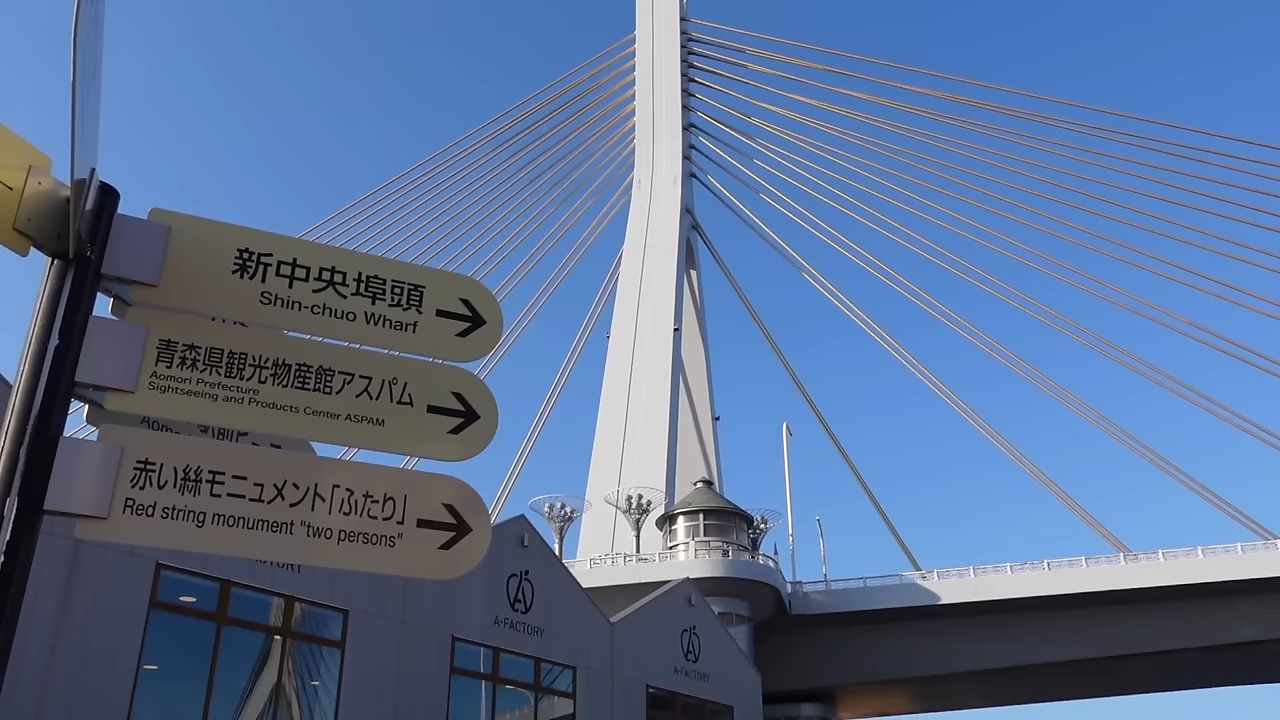 新中央埠頭
Shin-chuo Wharf
青森県観光物産館アスパム
Aomori Prefecture
Sightseeing and Products Center ASPAM
赤い絲モニュメント「ふたり」
Red string monument "two persons"
A-FACTORY
A-FACTORY